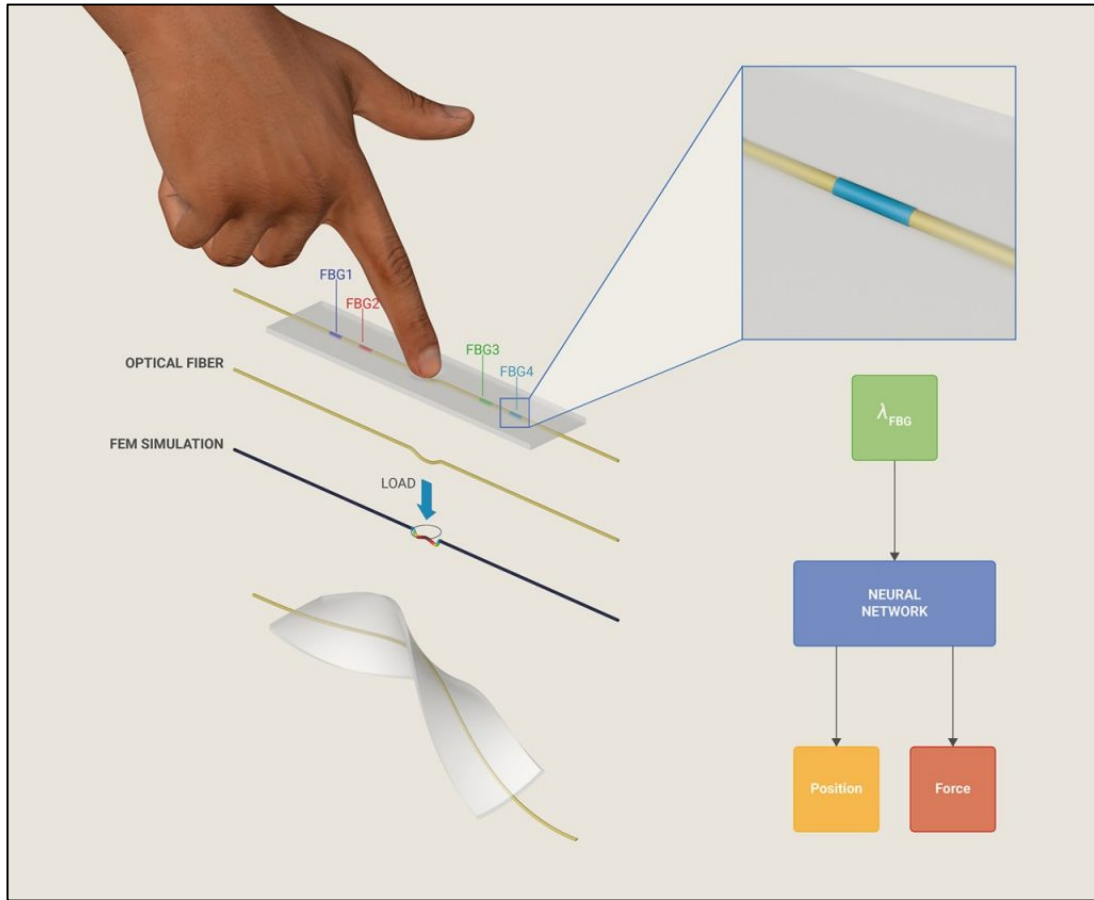 FBG1
FBG2
FBG3
FBG4
OPTICAL FIBER
FEM SIMULATION
LOAD
λFBG
NEURAL
NETWORK
Position
Force